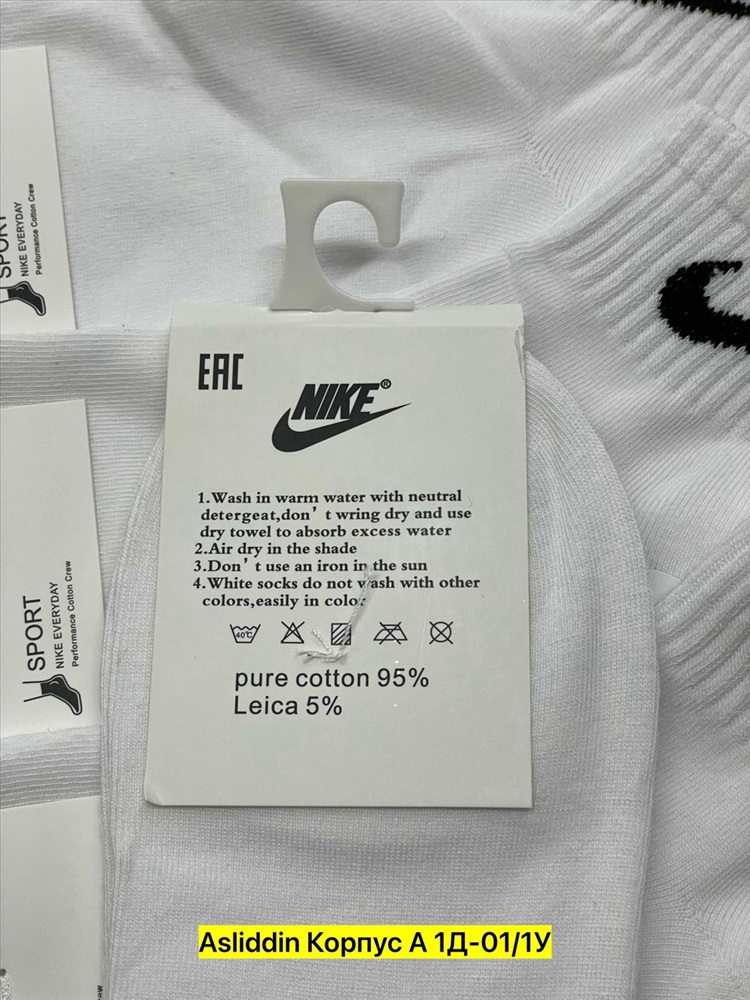 SPORT
NIKE EVERYDAY
Performance Cotton Crew
EAC
NIKE®
1.Wash in warm water with neutral
detergeat,don't wring dry and use
dry towel to absorb excess water
2.Air dry in the shade
3.Don't use an iron in the sun
4.White socks do not wash with other
colors,easily in color
40℃
pure cotton 95%
Leica 5%
SPORT
NIKE EVERYDAY
Performance Cotton Crew
Asliddin Корпус А 1Д-01/1У